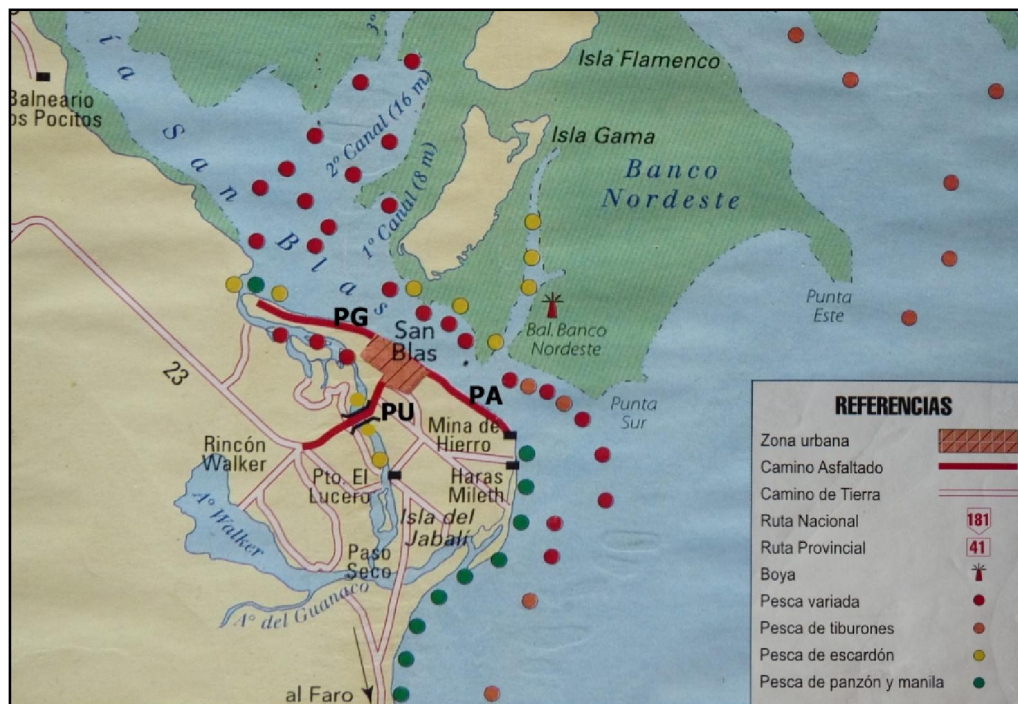 3º
2º Canal (16 m)
1º Canal (8 m)
Isla Flamenco
Isla Gama
Banco
Nordeste
ía San Blas
Balneario
os Pocitos
PG
San
Blas
PA
PU
Bal. Banco
Nordeste
Punta
Este
Punta
Sur
23
Mina de
Hierro
Rincón
Walker
Pto. El
Lucero
Haras
Mileth
Aº Walker
Isla del
Jabalí
Paso
Seco
Aº del Guanaco
al Faro
REFERENCIAS
Zona urbana
Camino Asfaltado
Camino de Tierra
Ruta Nacional 181
Ruta Provincial 41
Boya
Pesca variada
Pesca de tiburones
Pesca de escardón
Pesca de panzón y manila